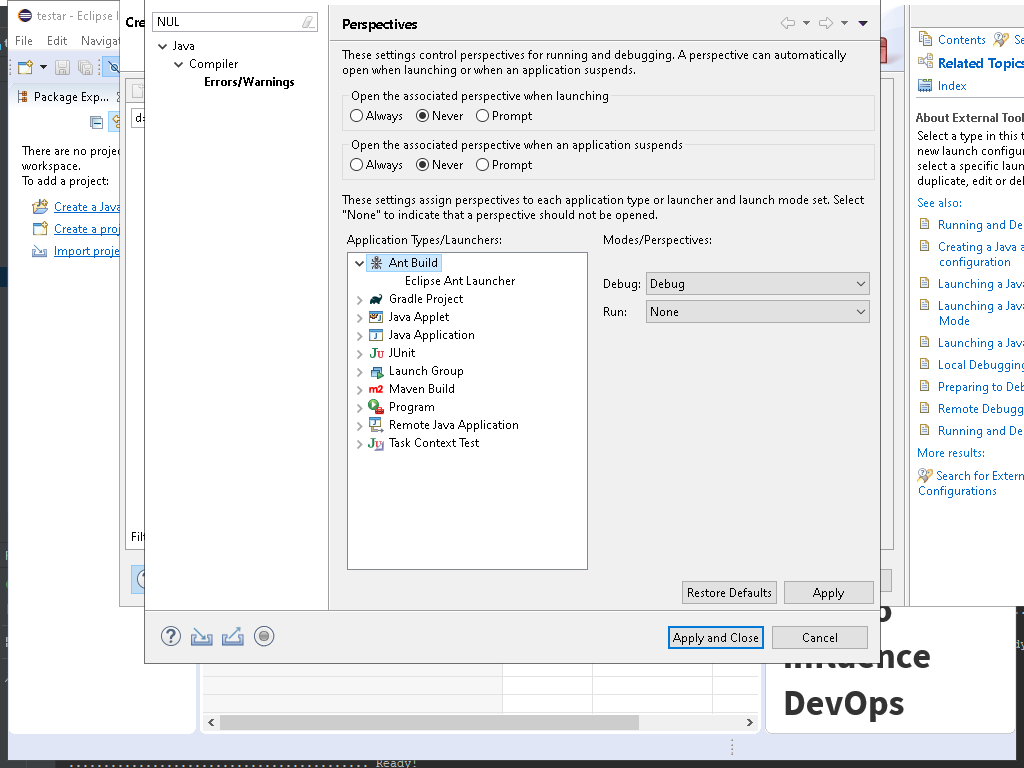 testar - Eclipse I
File Edit Navigat
Package Exp...
There are no proje
workspace.
To add a project:
Create a Java
Create a proj
Import proje
Cre
NUL
Java
Compiler
Errors/Warnings
Perspectives
These settings control perspectives for running and debugging. A perspective can automatically
open when launching or when an application suspends.
Open the associated perspective when launching
Always Never Prompt
Open the associated perspective when an application suspends
Always Never Prompt
These settings assign perspectives to each application type or launcher and launch mode set. Select
"None" to indicate that a perspective should not be opened.
Application Types/Launchers:
Modes/Perspectives:
Ant Build
Eclipse Ant Launcher
Gradle Project
Java Applet
Java Application
JUnit
Launch Group
Maven Build
Program
Remote Java Application
Task Context Test
Debug: Debug
Run: None
Restore Defaults Apply
Apply and Close Cancel
Contents Se
Related Topics
Index
About External Tool
Select a type in this t
new launch configur
select a specific laun
duplicate, edit or del
See also:
Running and De
Creating a Java a
configuration
Launching a Java
Launching a Java
Mode
Launching a Java
Local Debugging
Preparing to Deb
Remote Debugg
Running and De
More results:
Search for Extern
Configurations
Influence
DevOps
Ready!